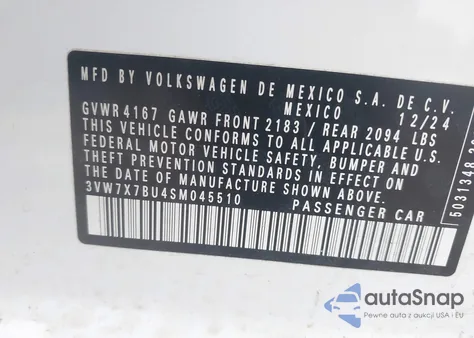 MFD BY VOLKSWAGEN DE MEXICO S.A. DE C.V.
MEXICO 12/24
GVWR 4167 GAWR FRONT 2183 / REAR 2094 LBS
THIS VEHICLE CONFORMS TO ALL APPLICABLE U.S.
FEDERAL MOTOR VEHICLE SAFETY, BUMPER AND
THEFT PREVENTION STANDARDS IN EFFECT ON
THE DATE OF MANUFACTURE SHOWN ABOVE.
3VW7X7BU4SM045510 PASSENGER CAR
autoSnap
Pewne auta z aukcji USA i EU